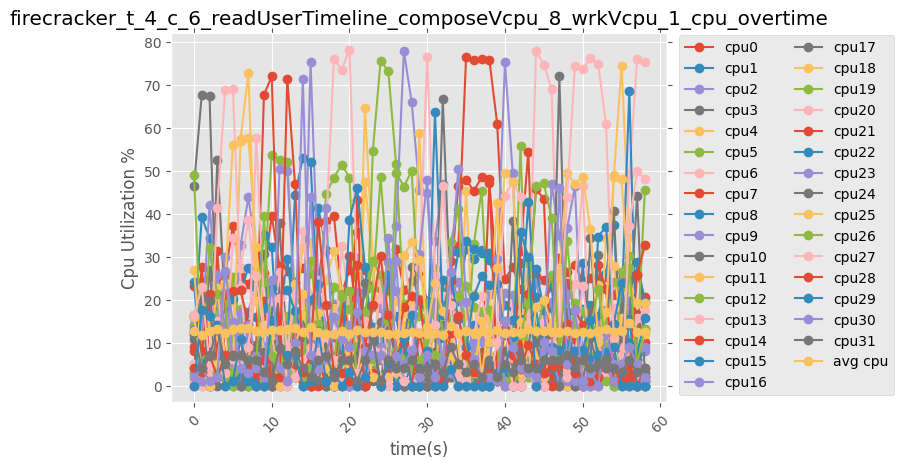 firecracker_t_4_c_6_readUserTimeline_composeVcpu_8_wrkVcpu_1_cpu_overtime
Cpu Utilization %
80
70
60
50
40
30
20
10
0
0
10
20
30
40
50
60
time(s)
cpu0
cpu1
cpu2
cpu3
cpu4
cpu5
cpu6
cpu7
cpu8
cpu9
cpu10
cpu11
cpu12
cpu13
cpu14
cpu15
cpu16
cpu17
cpu18
cpu19
cpu20
cpu21
cpu22
cpu23
cpu24
cpu25
cpu26
cpu27
cpu28
cpu29
cpu30
cpu31
avg cpu